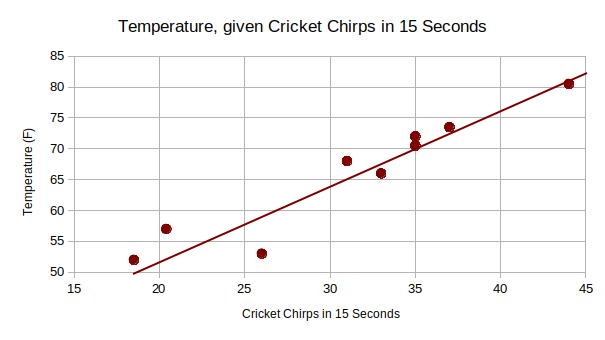 Temperature, given Cricket Chirps in 15 Seconds
85
80
75
70
65
60
55
50
Temperature (F)
15 20 25 30 35 40 45
Cricket Chirps in 15 Seconds